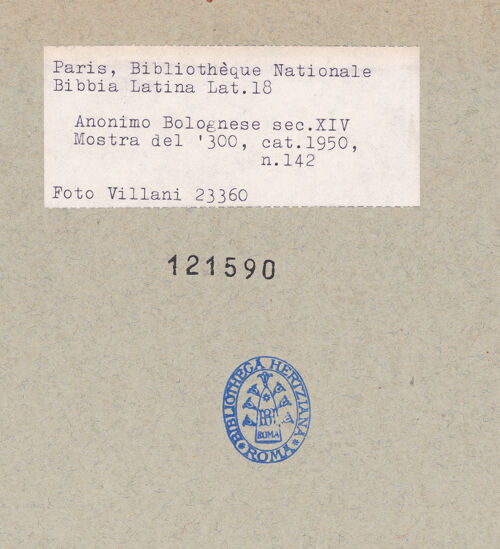 Paris, Bibliothèque Nationale
Bibbia Latina Lat.18
Anonimo Bolognese sec.XIV
Mostra del '300, cat.1950,
n.142
Foto Villani 23360
121590
BIBLIOTHECA HERTZIANA
ROMA
ROMA